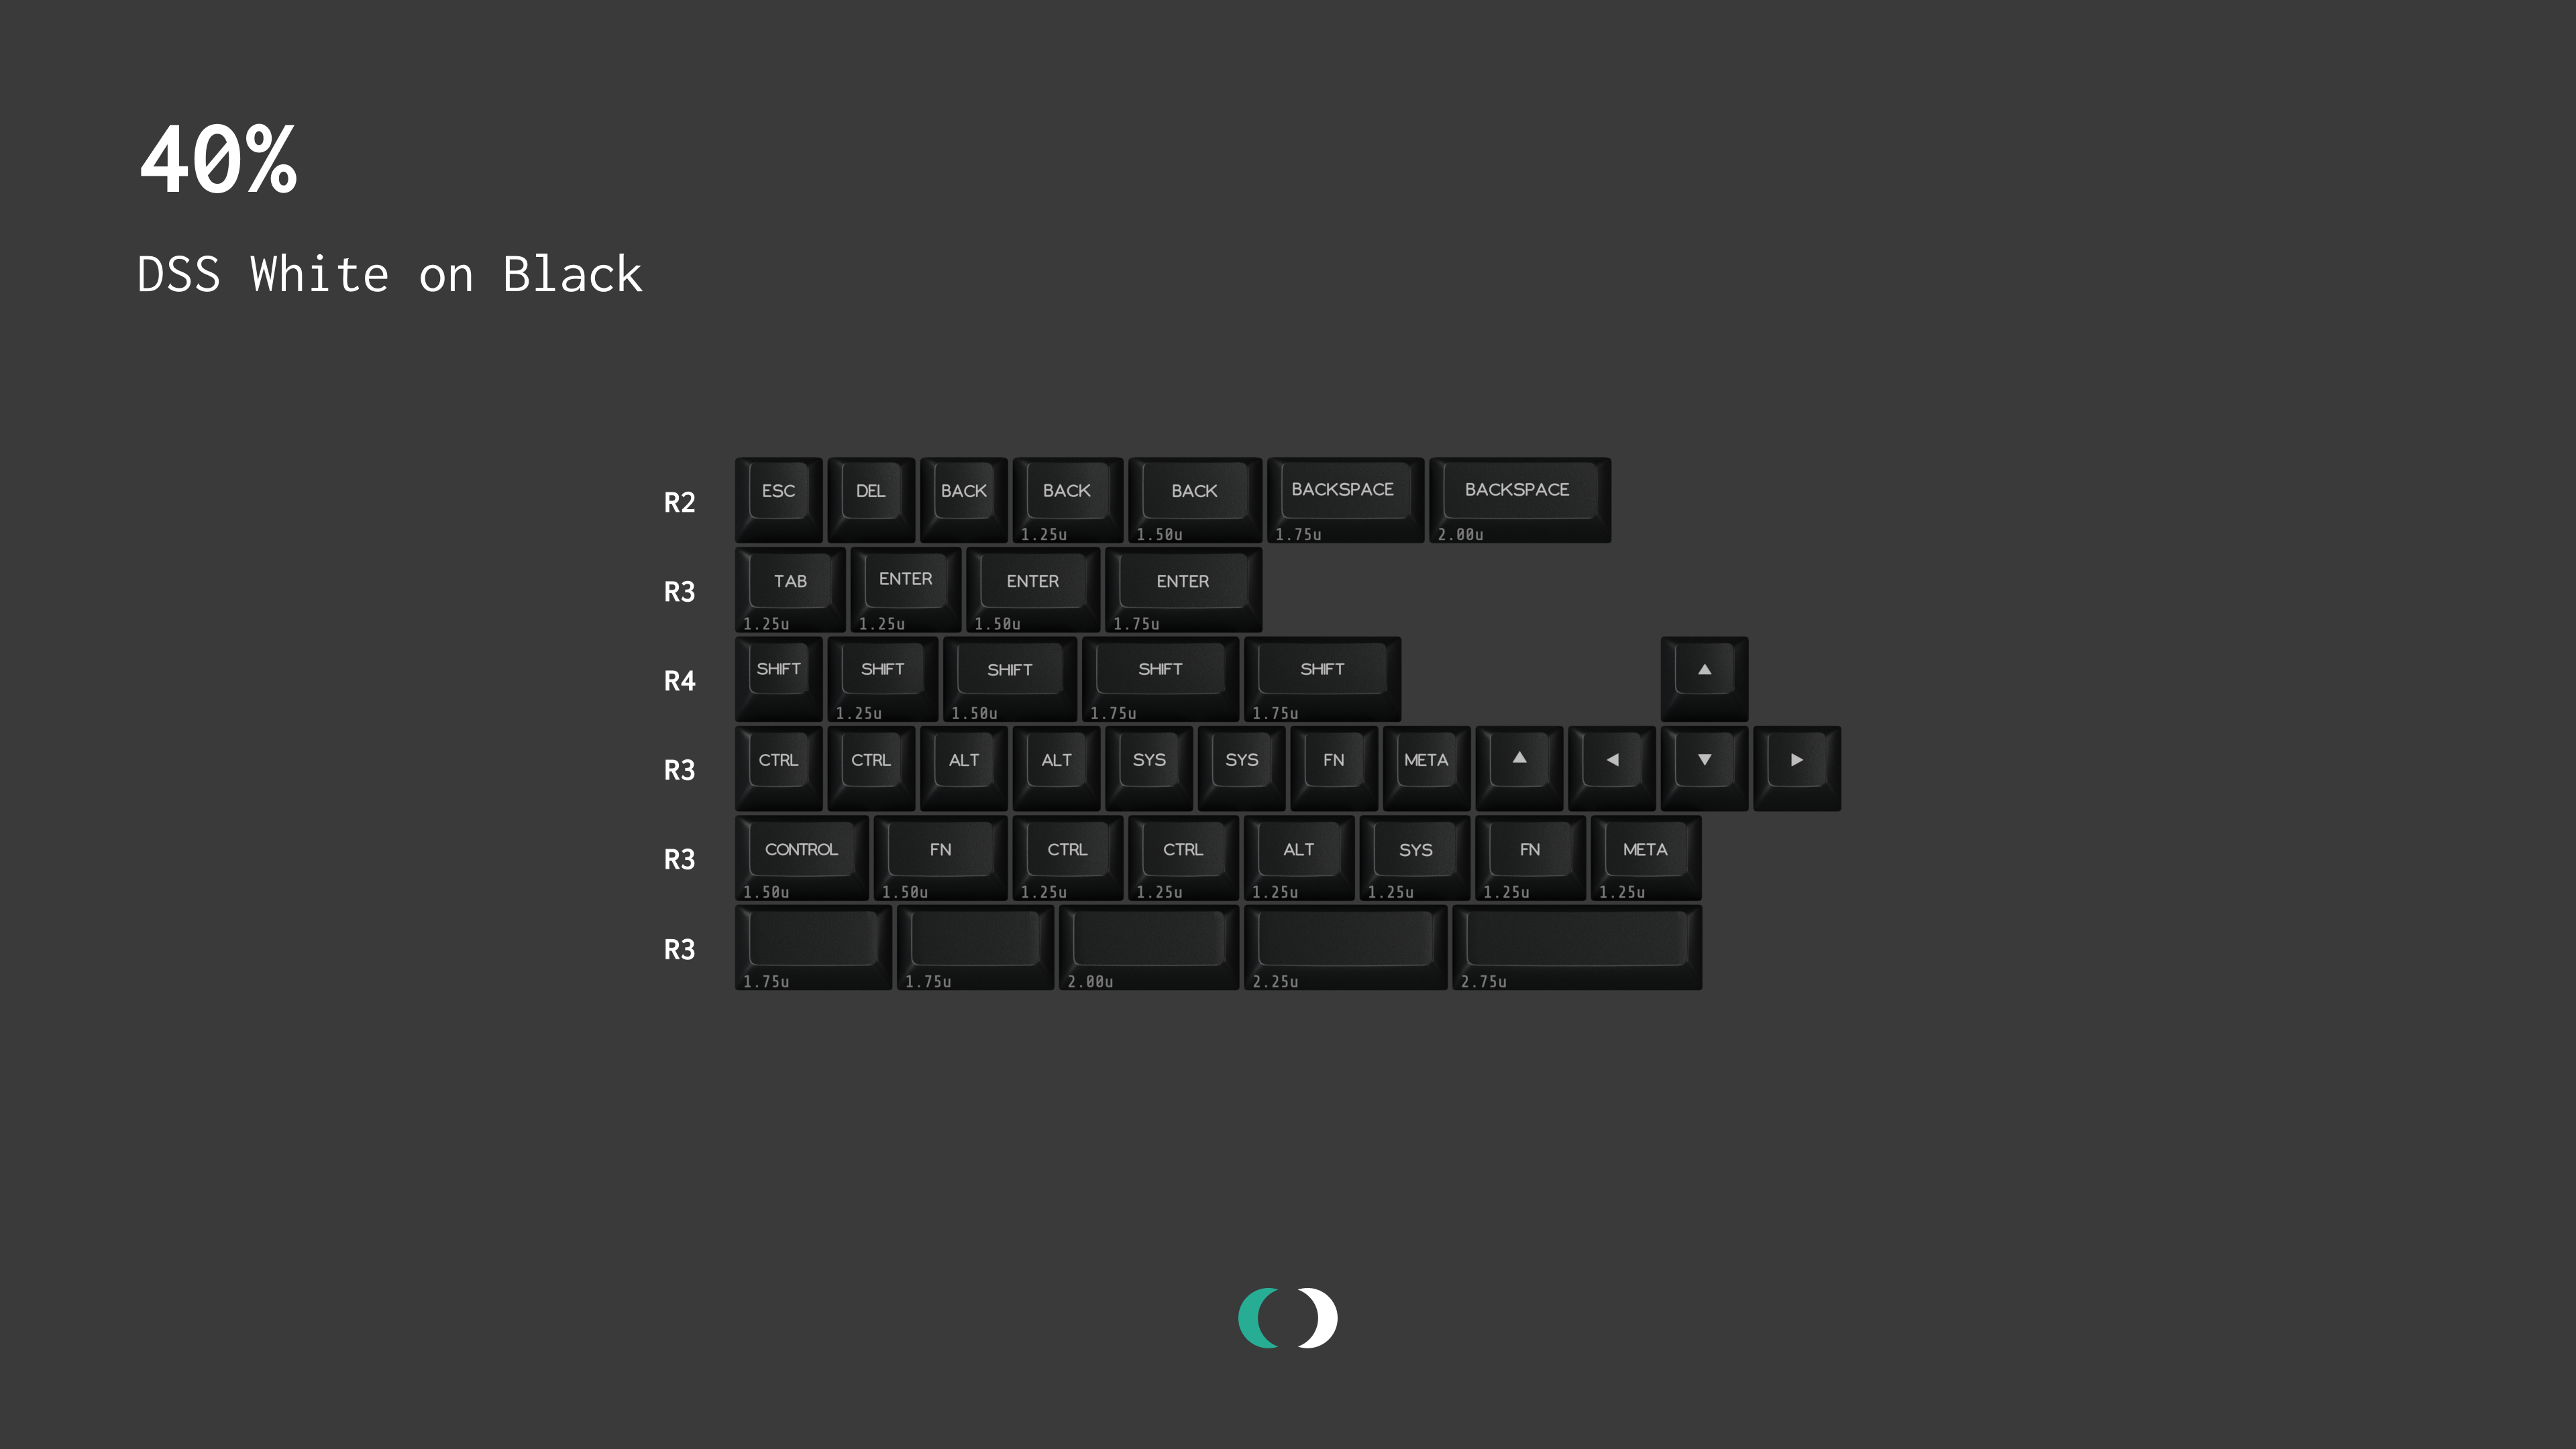 40%
DSS White on Black
R2 ESC DEL BACK BACK BACK BACKSPACE BACKSPACE
1.25u 1.50u 1.75u 2.00u
R3 TAB ENTER ENTER ENTER
1.25u 1.25u 1.50u 1.75u
R4 SHIFT SHIFT SHIFT SHIFT SHIFT ▲
1.25u 1.50u 1.75u 1.75u
R3 CTRL CTRL ALT ALT SYS SYS FN META ▲ ◀ ▼ ▶
R3 CONTROL FN CTRL CTRL ALT SYS FN META
1.50u 1.50u 1.25u 1.25u 1.25u 1.25u 1.25u 1.25u
R3
1.75u 1.75u 2.00u 2.25u 2.75u